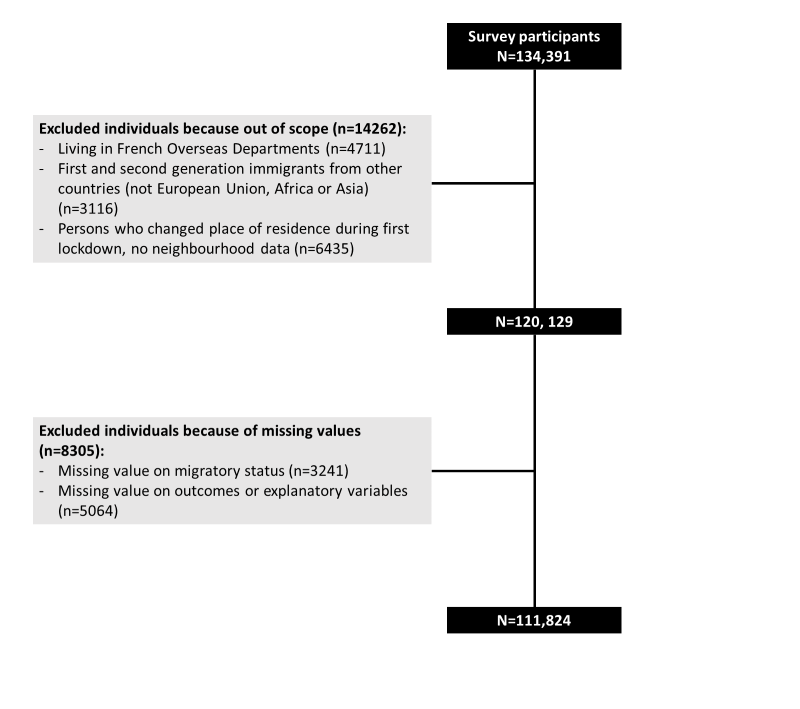 Survey participants
N=134,391
Excluded individuals because out of scope (n=14262):
- Living in French Overseas Departments (n=4711)
- First and second generation immigrants from other
countries (not European Union, Africa or Asia)
(n=3116)
- Persons who changed place of residence during first
lockdown, no neighbourhood data (n=6435)
N=120, 129
Excluded individuals because of missing values
(n=8305):
- Missing value on migratory status (n=3241)
- Missing value on outcomes or explanatory variables
(n=5064)
N=111,824